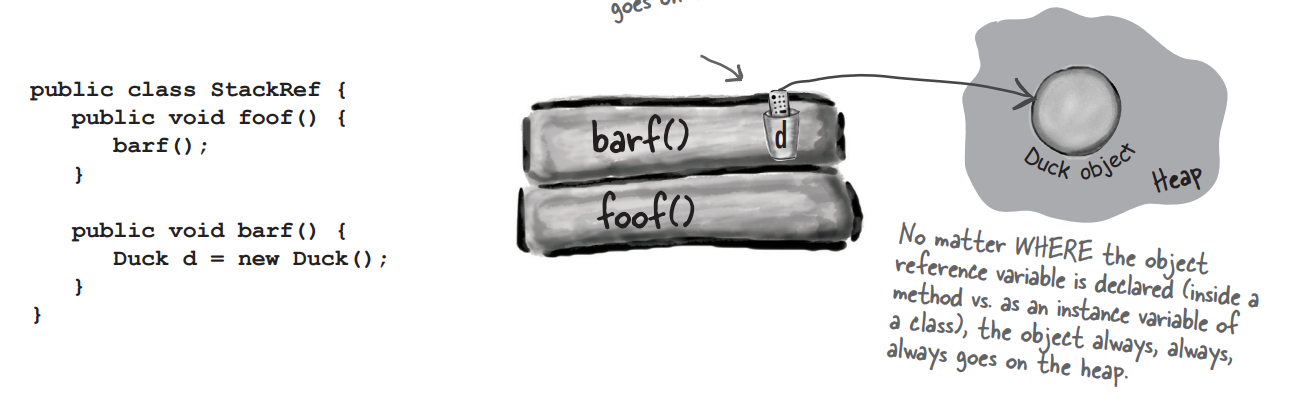 goes on
public class StackRef {
public void foof() {
barf();
}
public void barf() {
Duck d = new Duck();
}
}
barf()
d
foof()
Duck object
Heap
No matter WHERE the object
reference variable is declared (inside a
method vs. as an instance variable of
a class), the object always, always,
always goes on the heap.